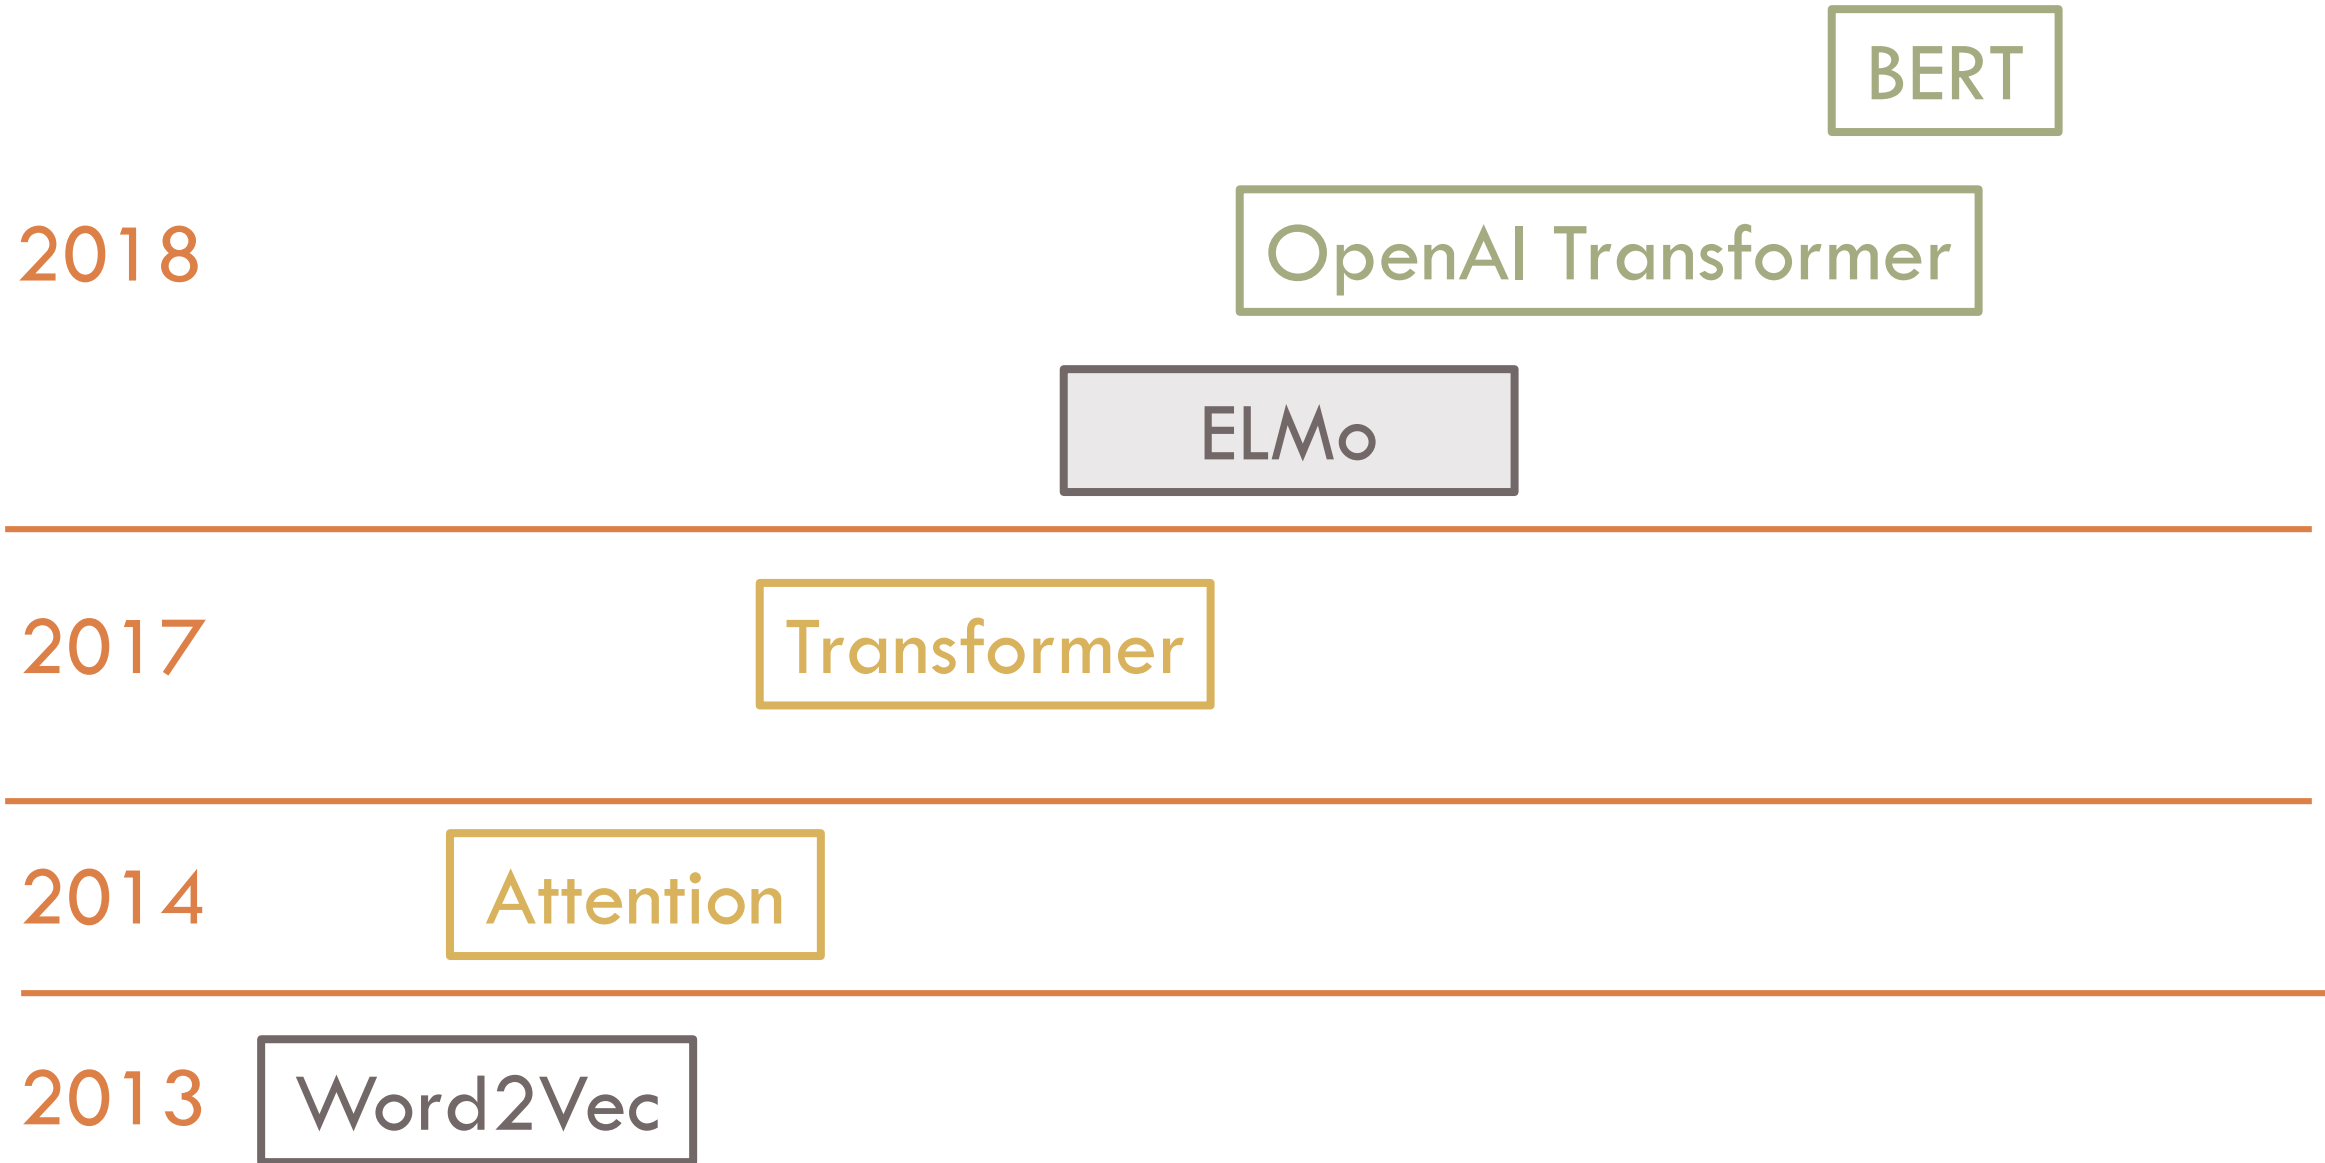 BERT
2018
OpenAI Transformer
ELMo
2017
Transformer
2014
Attention
2013
Word2Vec